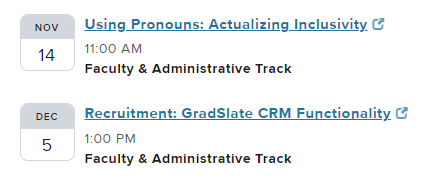 NOV
14
Using Pronouns: Actualizing Inclusivity
11:00 AM
Faculty & Administrative Track
DEC
5
Recruitment: GradSlate CRM Functionality
1:00 PM
Faculty & Administrative Track